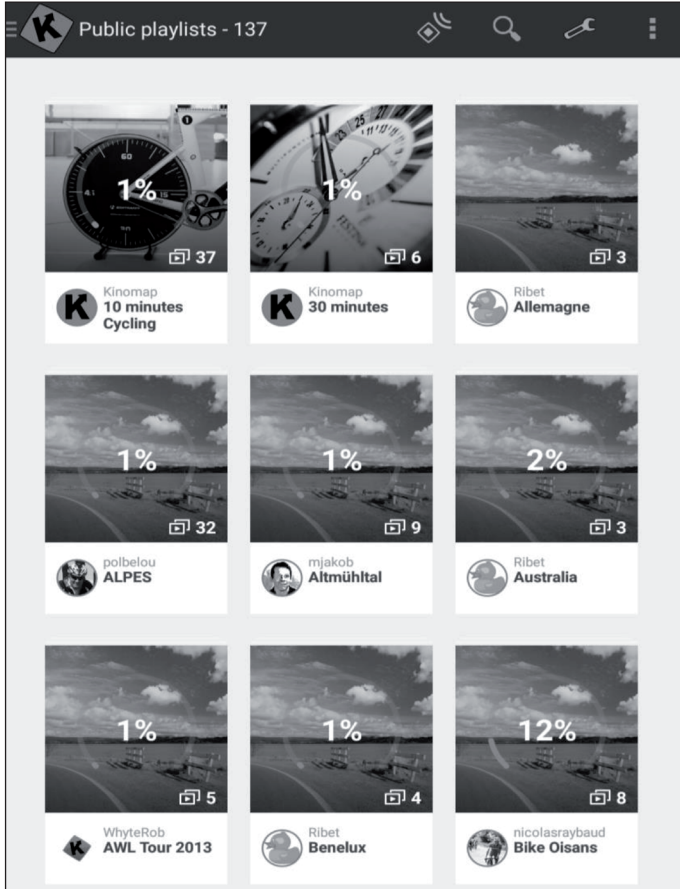 Public playlists - 137
1%
37
Kinomap
10 minutes
Cycling
1%
6
Kinomap
30 minutes
3
Ribet
Allemagne
1%
32
polbelou
ALPES
1%
9
mjakob
Altmühltal
2%
3
Ribet
Australia
1%
5
WhyteRob
AWL Tour 2013
1%
4
Ribet
Benelux
12%
8
nicolasraybaud
Bike Oisans